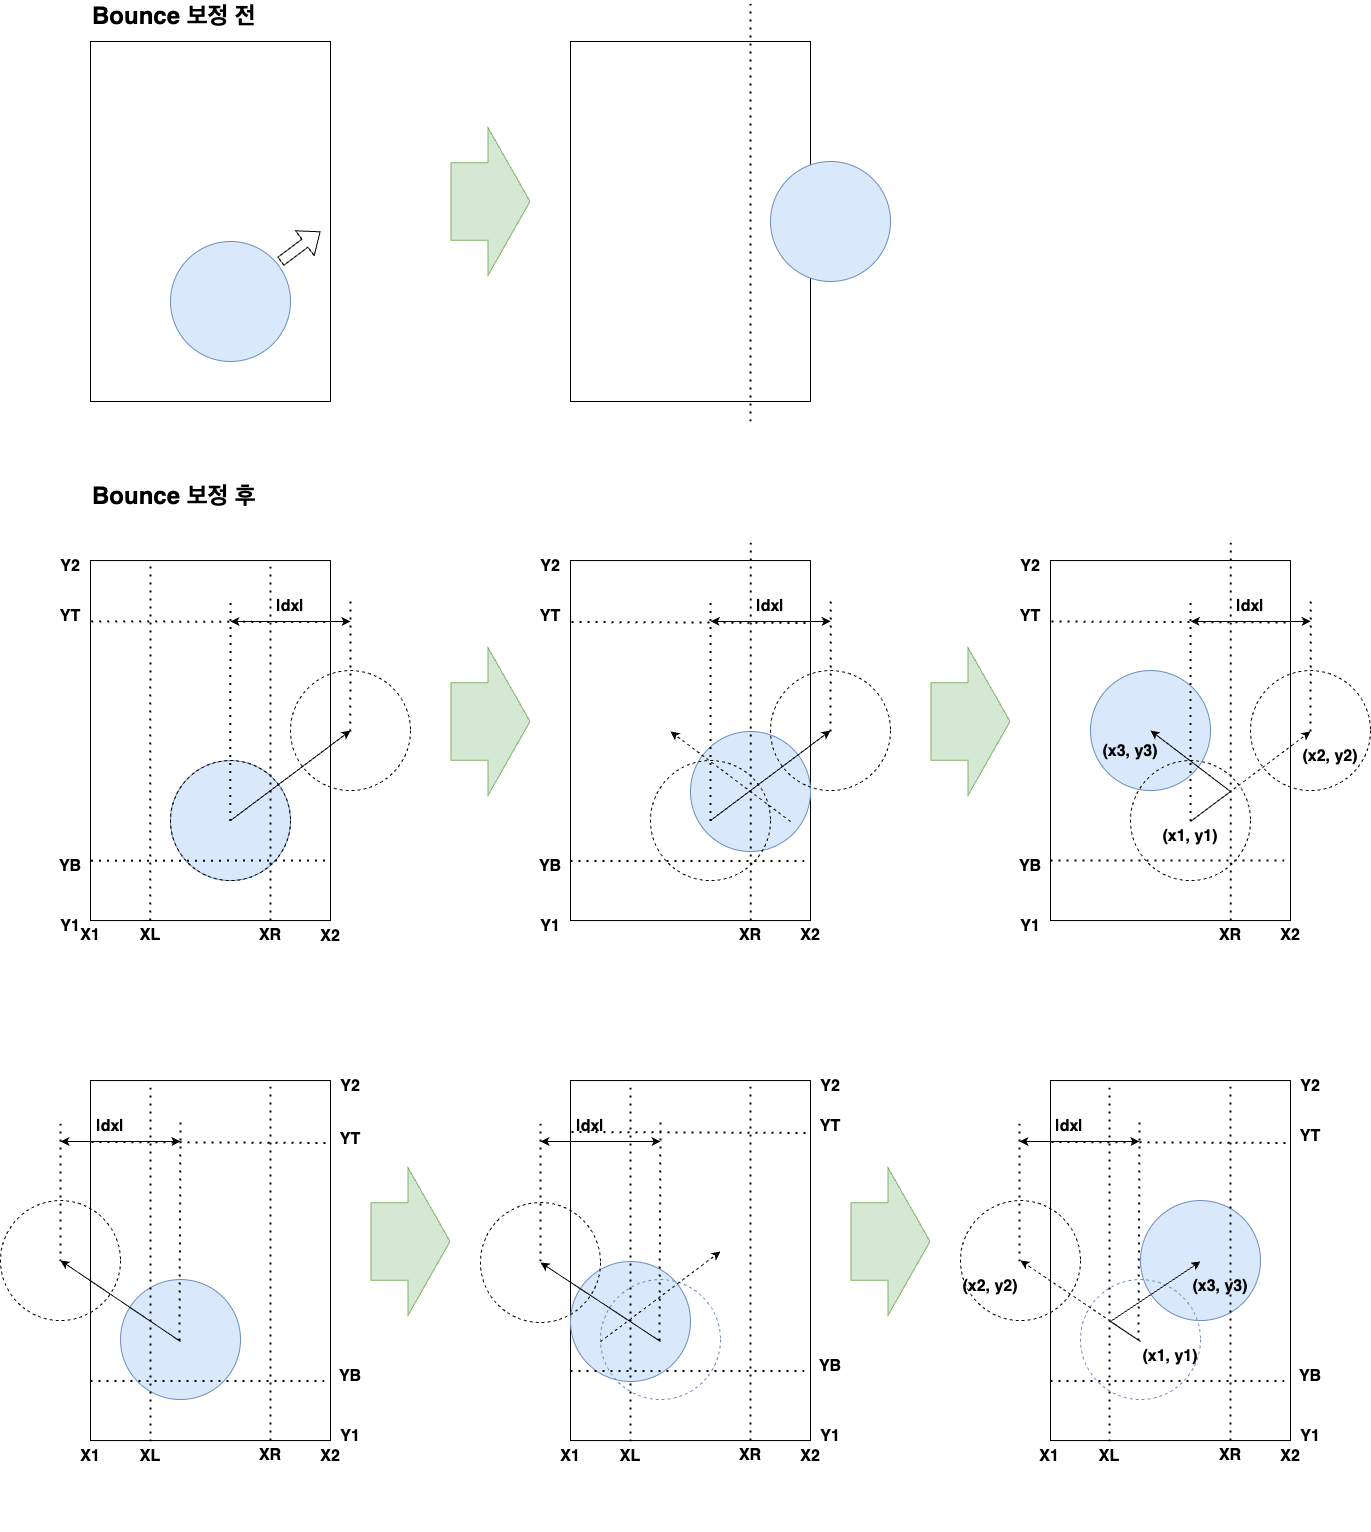 Bounce 보정 전
Bounce 보정 후
Y2
YT
|dx|
YB
Y1
X1
XL
XR
X2
Y2
YT
|dx|
YB
Y1
XR
X2
Y2
YT
|dx|
(x3, y3)
(x2, y2)
(x1, y1)
YB
Y1
XR
X2
Y2
|dx|
YT
YB
Y1
X1
XL
XR
X2
Y2
|dx|
YT
YB
Y1
X1
XL
XR
X2
Y2
|dx|
YT
(x2, y2)
(x3, y3)
(x1, y1)
YB
Y1
X1
XL
XR
X2